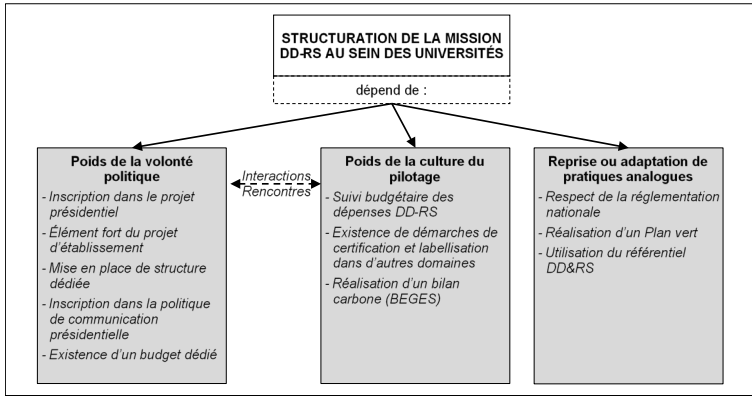 STRUCTURATION DE LA MISSION
DD-RS AU SEIN DES UNIVERSITÉS
dépend de :
Poids de la volonté
politique
- Inscription dans le projet
présidentiel
- Élément fort du projet
d'établissement
- Mise en place de structure
dédiée
- Inscription dans la politique
de communication
présidentielle
- Existence d'un budget dédié
Interactions
Rencontres
Poids de la culture du
pilotage
- Suivi budgétaire des
dépenses DD-RS
- Existence de démarches de
certification et labellisation
dans d'autres domaines
- Réalisation d'un bilan
carbone (BEGES)
Reprise ou adaptation de
pratiques analogues
- Respect de la réglementation
nationale
- Réalisation d'un Plan vert
- Utilisation du référentiel
DD&RS